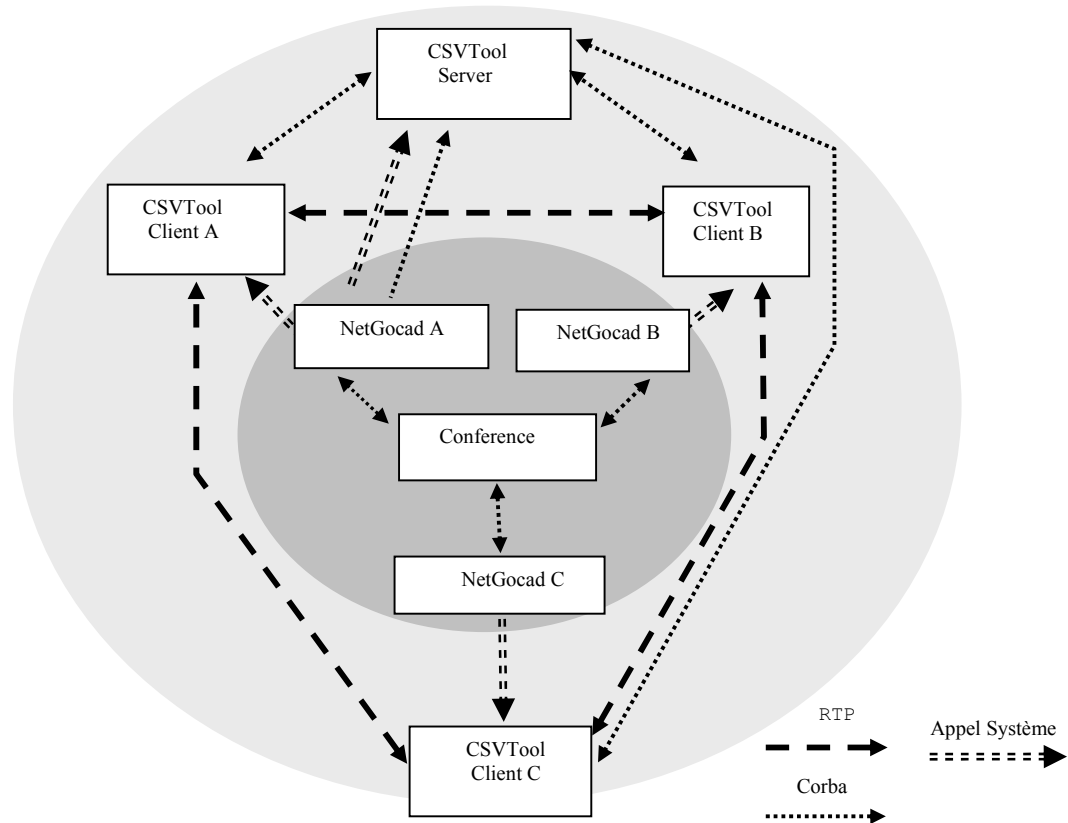 CSVTool
Server
CSVTool
Client A
CSVTool
Client B
NetGocad A
NetGocad B
Conference
NetGocad C
CSVTool
Client C
RTP
Appel Système
Corba